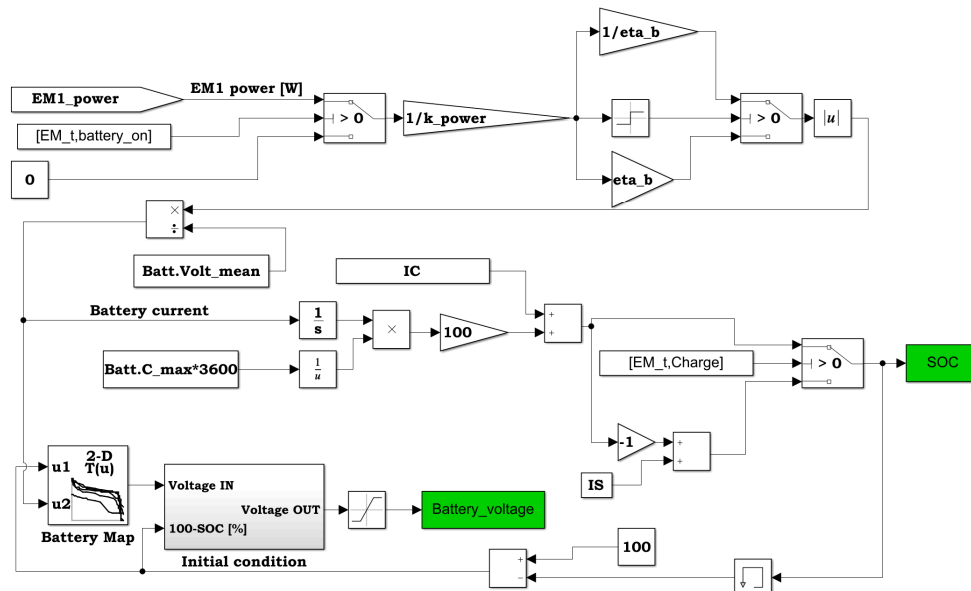 1/eta_b
EM1_power
EM1 power [W]
> 0
1/k_power
> 0
|u|
[EM_t,battery_on]
0
eta_b
×
÷
Batt.Volt_mean
IC
Battery current
1
s
×
100
+
+
Batt.C_max*3600
1
u
[EM_t,Charge]
> 0
SOC
-1
+
+
IS
2-D
T(u)
u1
u2
Battery Map
Voltage IN
Voltage OUT
100-SOC [%]
Battery_voltage
Initial condition
100
+
−